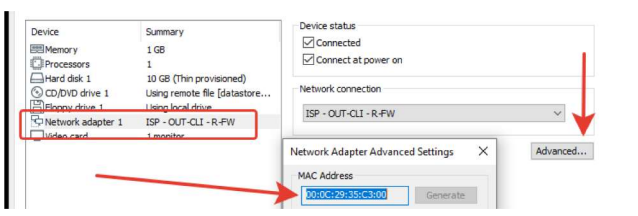 Device Summary
Memory 1 GB
Processors 1
Hard disk 1 10 GB (Thin provisioned)
CD/DVD drive 1 Using remote file [datastore...
Floppy drive 1 Using local drive
Network adapter 1 ISP - OUT-CLI - R-FW
Video card 1 monitor
Device status
Connected
Connect at power on
Network connection
ISP - OUT-CLI - R-FW
Advanced...
Network Adapter Advanced Settings X
MAC Address
00:0C:29:35:C3:00 Generate